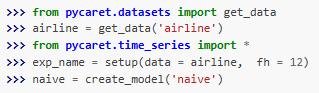 >>> from pycaret.datasets import get_data
>>> airline = get_data('airline')
>>> from pycaret.time_series import *
>>> exp_name = setup(data = airline,  fh = 12)
>>> naive = create_model('naive')